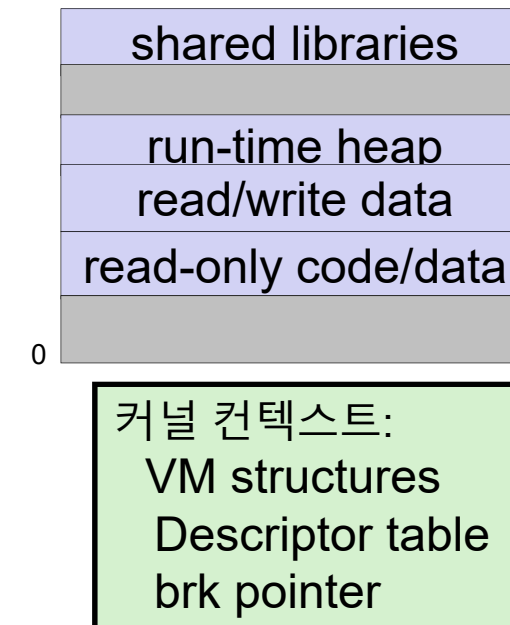 shared libraries
run-time heap
read/write data
read-only code/data
0
커널 컨텍스트:
VM structures
Descriptor table
brk pointer